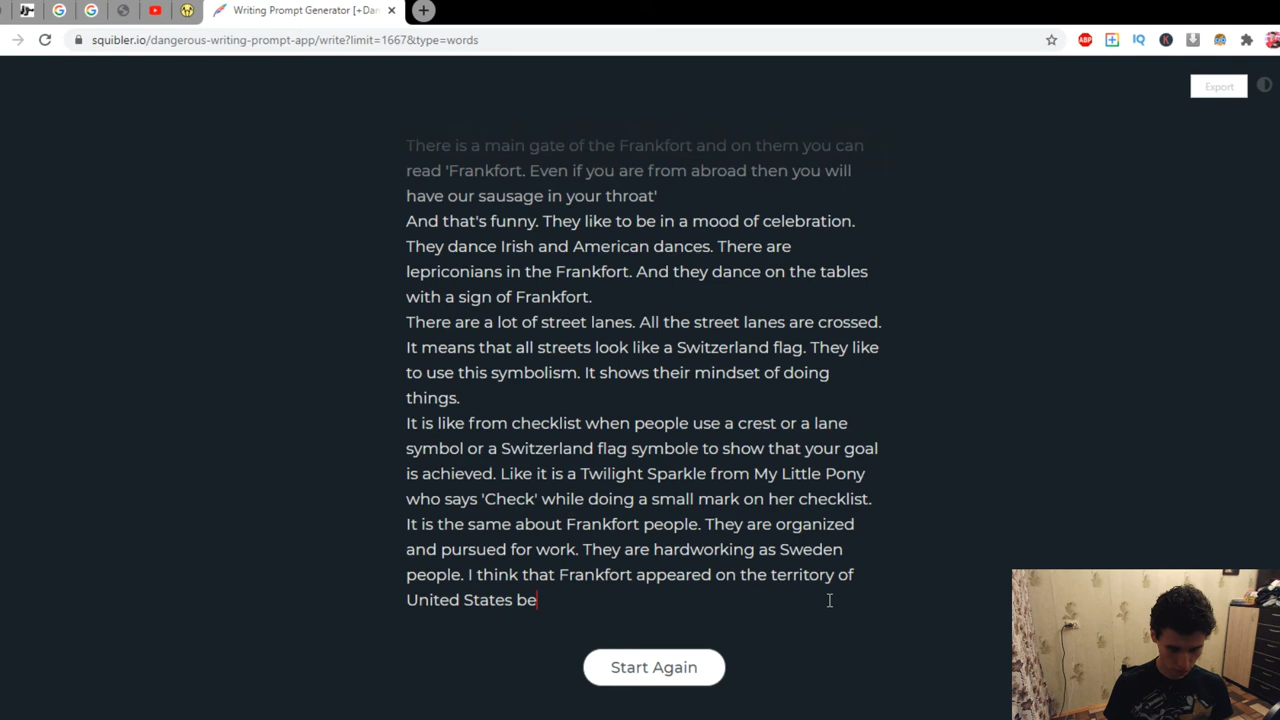 Writing Prompt Generator [+Dan
squibler.io/dangerous-writing-prompt-app/write?limit=1667&type=words
ABP
IQ
K
Export
There is a main gate of the Frankfort and on them you can
read 'Frankfort. Even if you are from abroad then you will
have our sausage in your throat'
And that's funny. They like to be in a mood of celebration.
They dance Irish and American dances. There are
lepriconians in the Frankfort. And they dance on the tables
with a sign of Frankfort.
There are a lot of street lanes. All the street lanes are crossed.
It means that all streets look like a Switzerland flag. They like
to use this symbolism. It shows their mindset of doing
things.
It is like from checklist when people use a crest or a lane
symbol or a Switzerland flag symbole to show that your goal
is achieved. Like it is a Twilight Sparkle from My Little Pony
who says 'Check' while doing a small mark on her checklist.
It is the same about Frankfort people. They are organized
and pursued for work. They are hardworking as Sweden
people. I think that Frankfort appeared on the territory of
United States be
Start Again